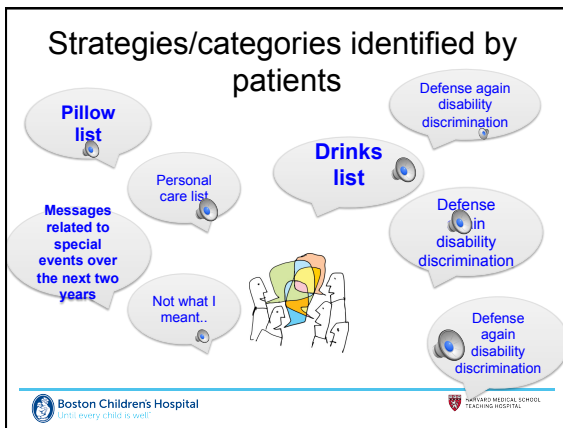 Strategies/categories identified by
patients
Pillow
list
Personal
care list
Messages
related to
special
events over
the next two
years
Not what I
meant..
Drinks
list
Defense again
disability
discrimination
Defense
in
disability
discrimination
Defense
again
disability
discrimination
Boston Children's Hospital
Until every child is well™
HARVARD MEDICAL SCHOOL
TEACHING HOSPITAL